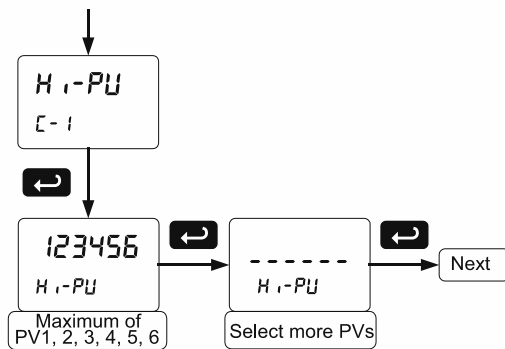 Hi-PV
C-1
123456
Hi-PV
Maximum of
PV1, 2, 3, 4, 5, 6
------
Hi-PV
Select more PVs
Next